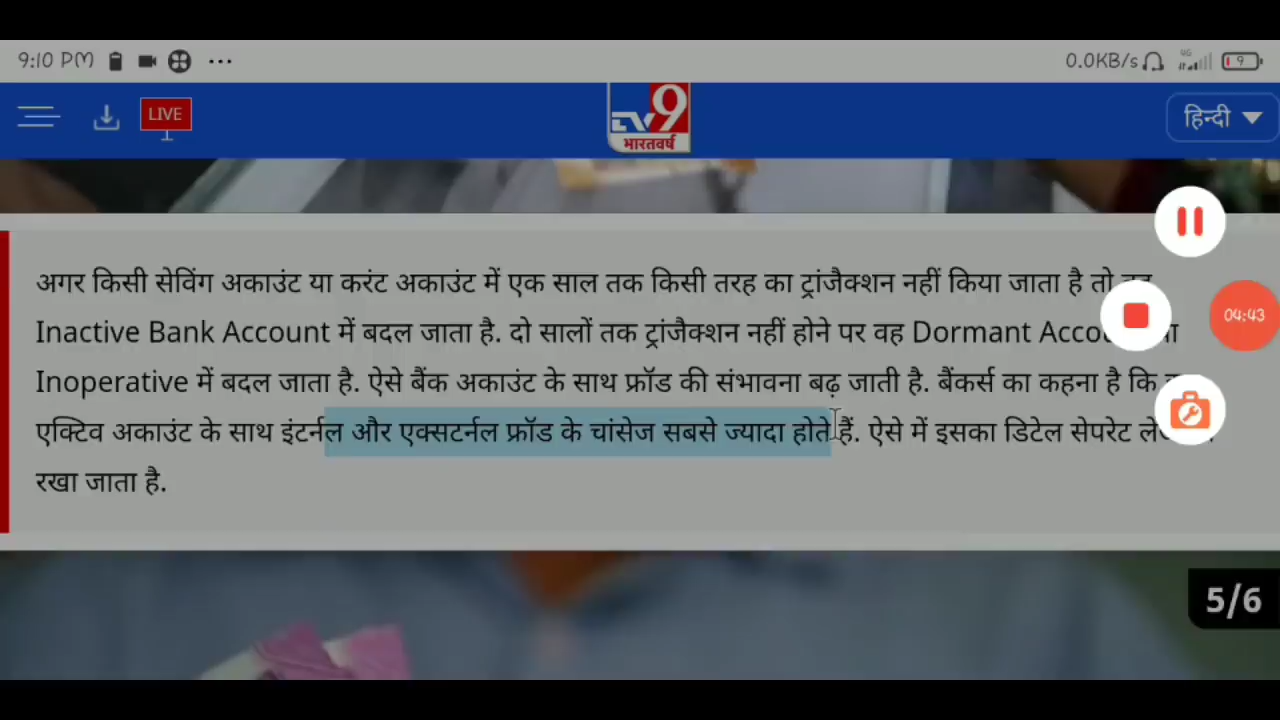 9:10 PM
0.0KB/s
4G
9
LIVE
TV9
भारतवर्ष
हिन्दी
अगर किसी सेविंग अकाउंट या करंट अकाउंट में एक साल तक किसी तरह का ट्रांजैक्शन नहीं किया जाता है तो
Inactive Bank Account में बदल जाता है. दो सालों तक ट्रांजैक्शन नहीं होने पर वह Dormant
04:43
Inoperative में बदल जाता है. ऐसे बैंक अकाउंट के साथ फ्रॉड की संभावना बढ़ जाती है. बैंकर्स का कहना है कि
एक्टिव अकाउंट के साथ इंटर्नल और एक्सटर्नल फ्रॉड के चांसेज सबसे ज्यादा होते हैं. ऐसे में इसका डिटेल सेपरेट
रखा जाता है.
5/6